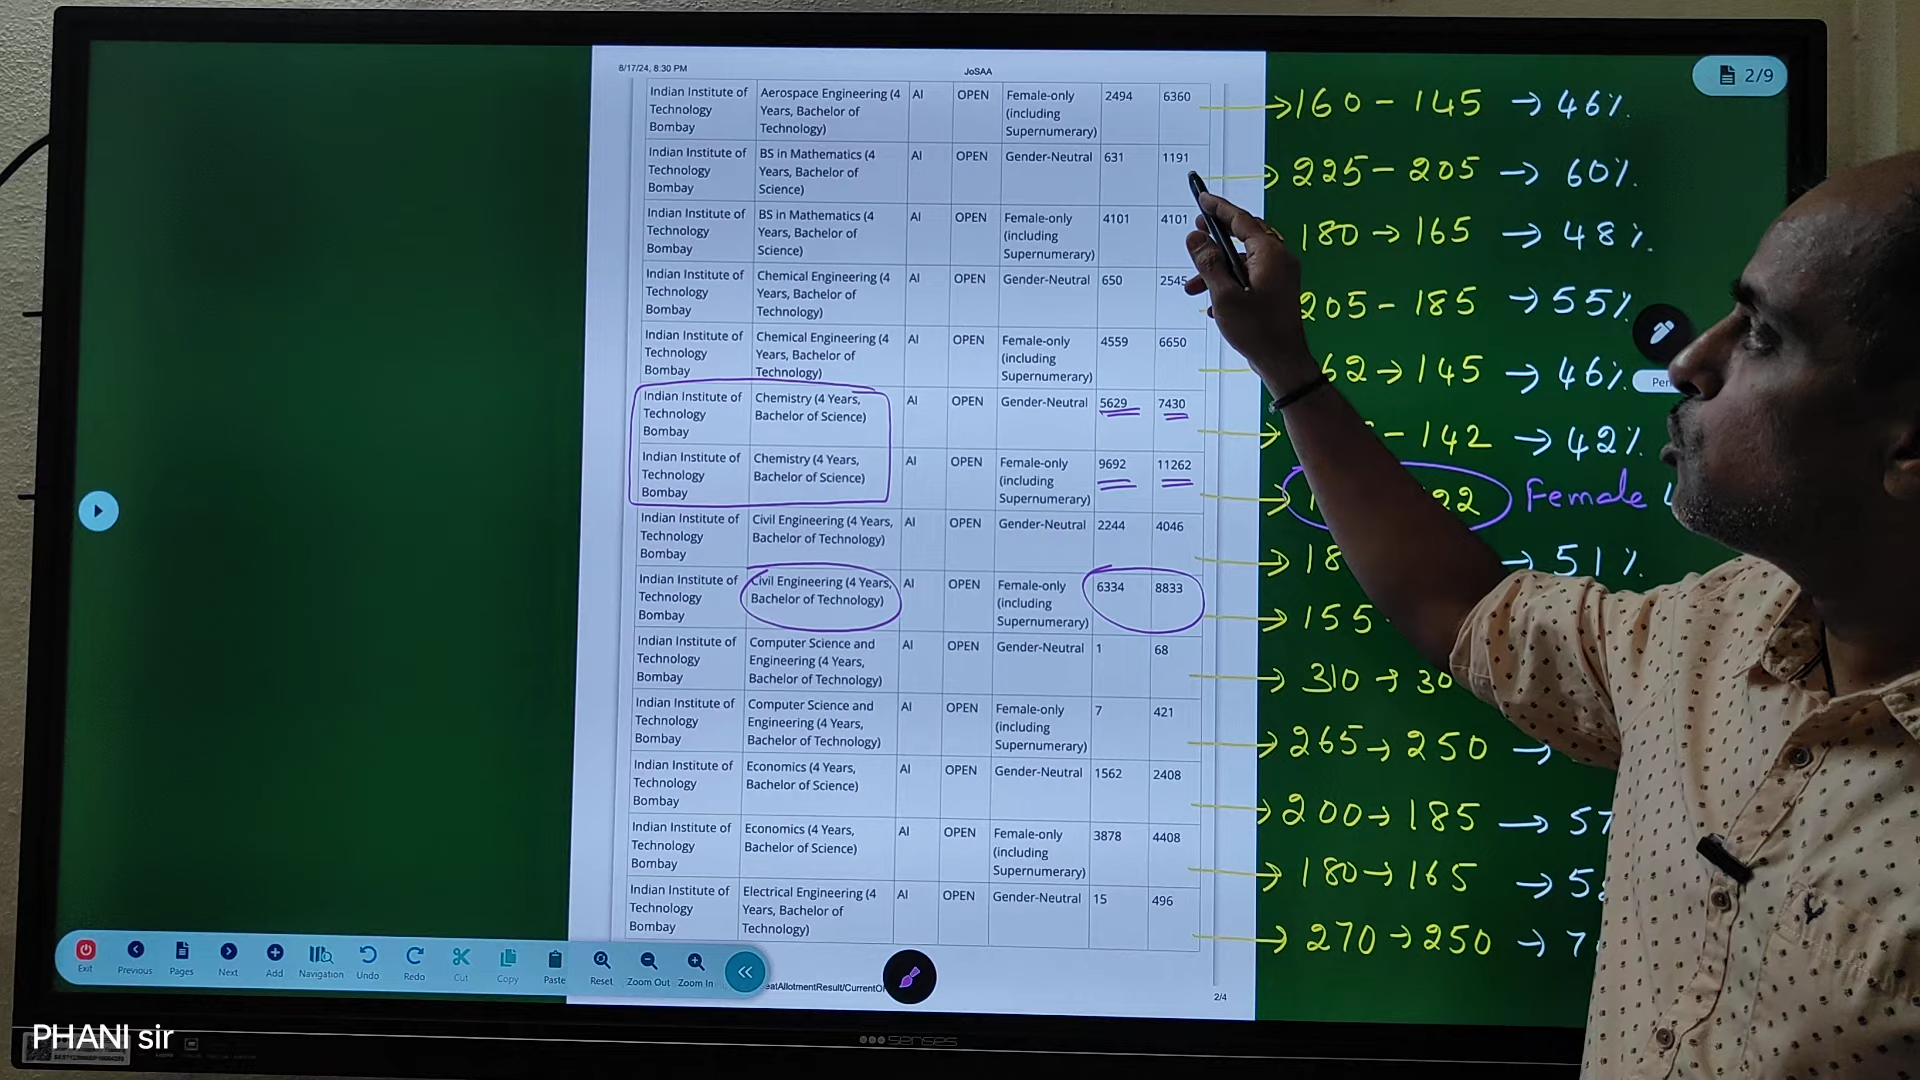 8/17/24, 8:30 PM
JoSAA
2/9
Indian Institute of Technology Bombay Aerospace Engineering (4 Years, Bachelor of Technology) AI OPEN Female-only (including Supernumerary) 2494 6360
→160 - 145 → 46%.
Indian Institute of Technology Bombay BS in Mathematics (4 Years, Bachelor of Science) AI OPEN Gender-Neutral 631 1191
→ 225 - 205 → 60%.
Indian Institute of Technology Bombay BS in Mathematics (4 Years, Bachelor of Science) AI OPEN Female-only (including Supernumerary) 4101 4101
180 → 165 → 48%.
Indian Institute of Technology Bombay Chemical Engineering (4 Years, Bachelor of Technology) AI OPEN Gender-Neutral 650 2545
205 - 185 → 55%
Indian Institute of Technology Bombay Chemical Engineering (4 Years, Bachelor of Technology) AI OPEN Female-only (including Supernumerary) 4559 6650
62 → 145 → 46%.
Indian Institute of Technology Bombay Chemistry (4 Years, Bachelor of Science) AI OPEN Gender-Neutral 5629 7430
- 142 → 42%
Indian Institute of Technology Bombay Chemistry (4 Years, Bachelor of Science) AI OPEN Female-only (including Supernumerary) 9692 11262
22 Female
Indian Institute of Technology Bombay Civil Engineering (4 Years, Bachelor of Technology) AI OPEN Gender-Neutral 2244 4046
→ 18 → 51%.
Indian Institute of Technology Bombay Civil Engineering (4 Years, Bachelor of Technology) AI OPEN Female-only (including Supernumerary) 6334 8833
→ 155
Indian Institute of Technology Bombay Computer Science and Engineering (4 Years, Bachelor of Technology) AI OPEN Gender-Neutral 1 68
→ 310 → 30
Indian Institute of Technology Bombay Computer Science and Engineering (4 Years, Bachelor of Technology) AI OPEN Female-only (including Supernumerary) 7 421
→ 265 → 250 →
Indian Institute of Technology Bombay Economics (4 Years, Bachelor of Science) AI OPEN Gender-Neutral 1562 2408
→ 200 → 185 → 57
Indian Institute of Technology Bombay Economics (4 Years, Bachelor of Science) AI OPEN Female-only (including Supernumerary) 3878 4408
→ 180 → 165 → 5
Indian Institute of Technology Bombay Electrical Engineering (4 Years, Bachelor of Technology) AI OPEN Gender-Neutral 15 496
→ 270 → 250 → 7
Exit Previous Pages Next Add Navigation Undo Redo Cut Copy Paste Reset Zoom Out Zoom In
eatAllotmentResult/CurrentO
2/4
PHANI sir
senses